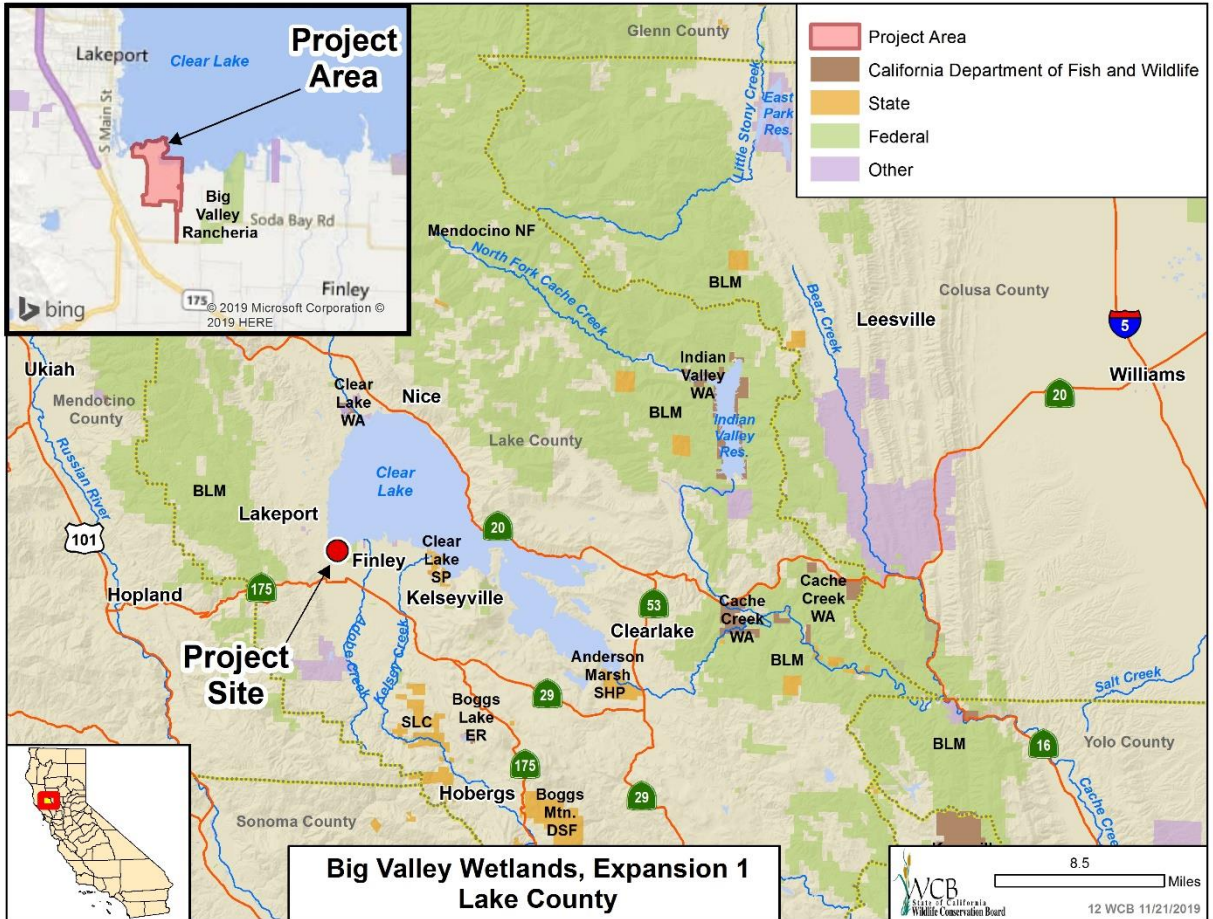 Project
Area
Lakeport
Clear Lake
S Main St
Big
Valley
Rancheria
Soda Bay Rd
Finley
175
bing
© 2019 Microsoft Corporation ©
2019 HERE
Project Area
California Department of Fish and Wildlife
State
Federal
Other
Glenn County
Little Stony Creek
East
Park
Res.
Mendocino NF
North Fork Cache Creek
BLM
Bear Creek
Colusa County
Leesville
5
Williams
20
Ukiah
Mendocino
County
Russian River
101
Hopland
BLM
Clear
Lake
WA
Nice
Lake County
BLM
Indian
Valley
WA
Indian
Valley
Res.
Clear
Lake
Lakeport
Finley
175
Clear
Lake
SP
Kelseyville
20
53
Clearlake
Cache
Creek
WA
Cache
Creek
WA
BLM
Project
Site
Adobe Creek
Kelsey Creek
Anderson
Marsh
SHP
29
SLC
Boggs
Lake
ER
175
Hobergs
Boggs
Mtn.
DSF
29
Salt Creek
BLM
16
Yolo County
Cache Creek
Sonoma County
Big Valley Wetlands, Expansion 1
Lake County
WCB
State of California
Wildlife Conservation Board
8.5
Miles
12 WCB 11/21/2019